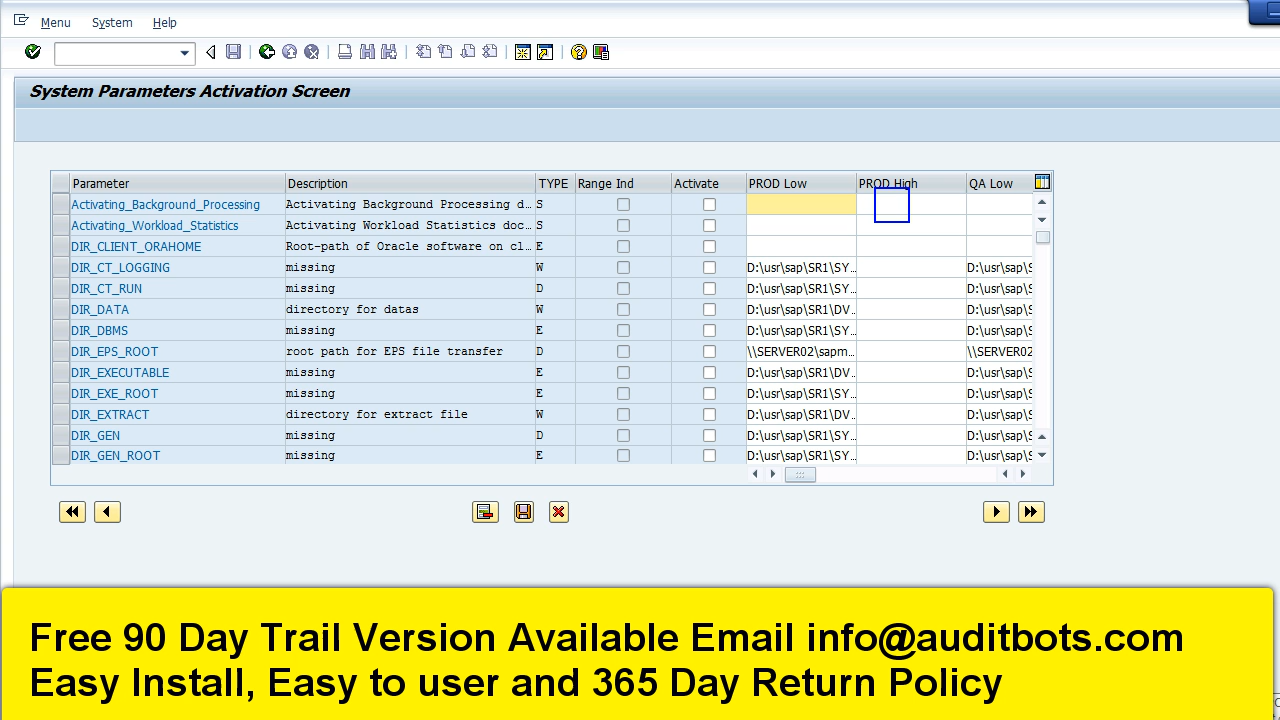 Menu System Help
System Parameters Activation Screen
Parameter Description TYPE Range Ind Activate PROD Low PROD High QA Low
Activating_Background_Processing Activating Background Processing d... S
Activating_Workload_Statistics Activating Workload Statistics doc... S
DIR_CLIENT_ORAHOME Root-path of Oracle software on cl... E
DIR_CT_LOGGING missing W D:\usr\sap\SR1\SY... D:\usr\sap\S
DIR_CT_RUN missing D D:\usr\sap\SR1\SY... D:\usr\sap\S
DIR_DATA directory for datas W D:\usr\sap\SR1\DV... D:\usr\sap\S
DIR_DBMS missing E D:\usr\sap\SR1\SY... D:\usr\sap\S
DIR_EPS_ROOT root path for EPS file transfer D \\SERVER02\sapm... \\SERVER02
DIR_EXECUTABLE missing E D:\usr\sap\SR1\DV... D:\usr\sap\S
DIR_EXE_ROOT missing E D:\usr\sap\SR1\SY... D:\usr\sap\S
DIR_EXTRACT directory for extract file W D:\usr\sap\SR1\DV... D:\usr\sap\S
DIR_GEN missing D D:\usr\sap\SR1\SY... D:\usr\sap\S
DIR_GEN_ROOT missing E D:\usr\sap\SR1\SY... D:\usr\sap\S
Free 90 Day Trail Version Available Email info@auditbots.com
Easy Install, Easy to user and 365 Day Return Policy